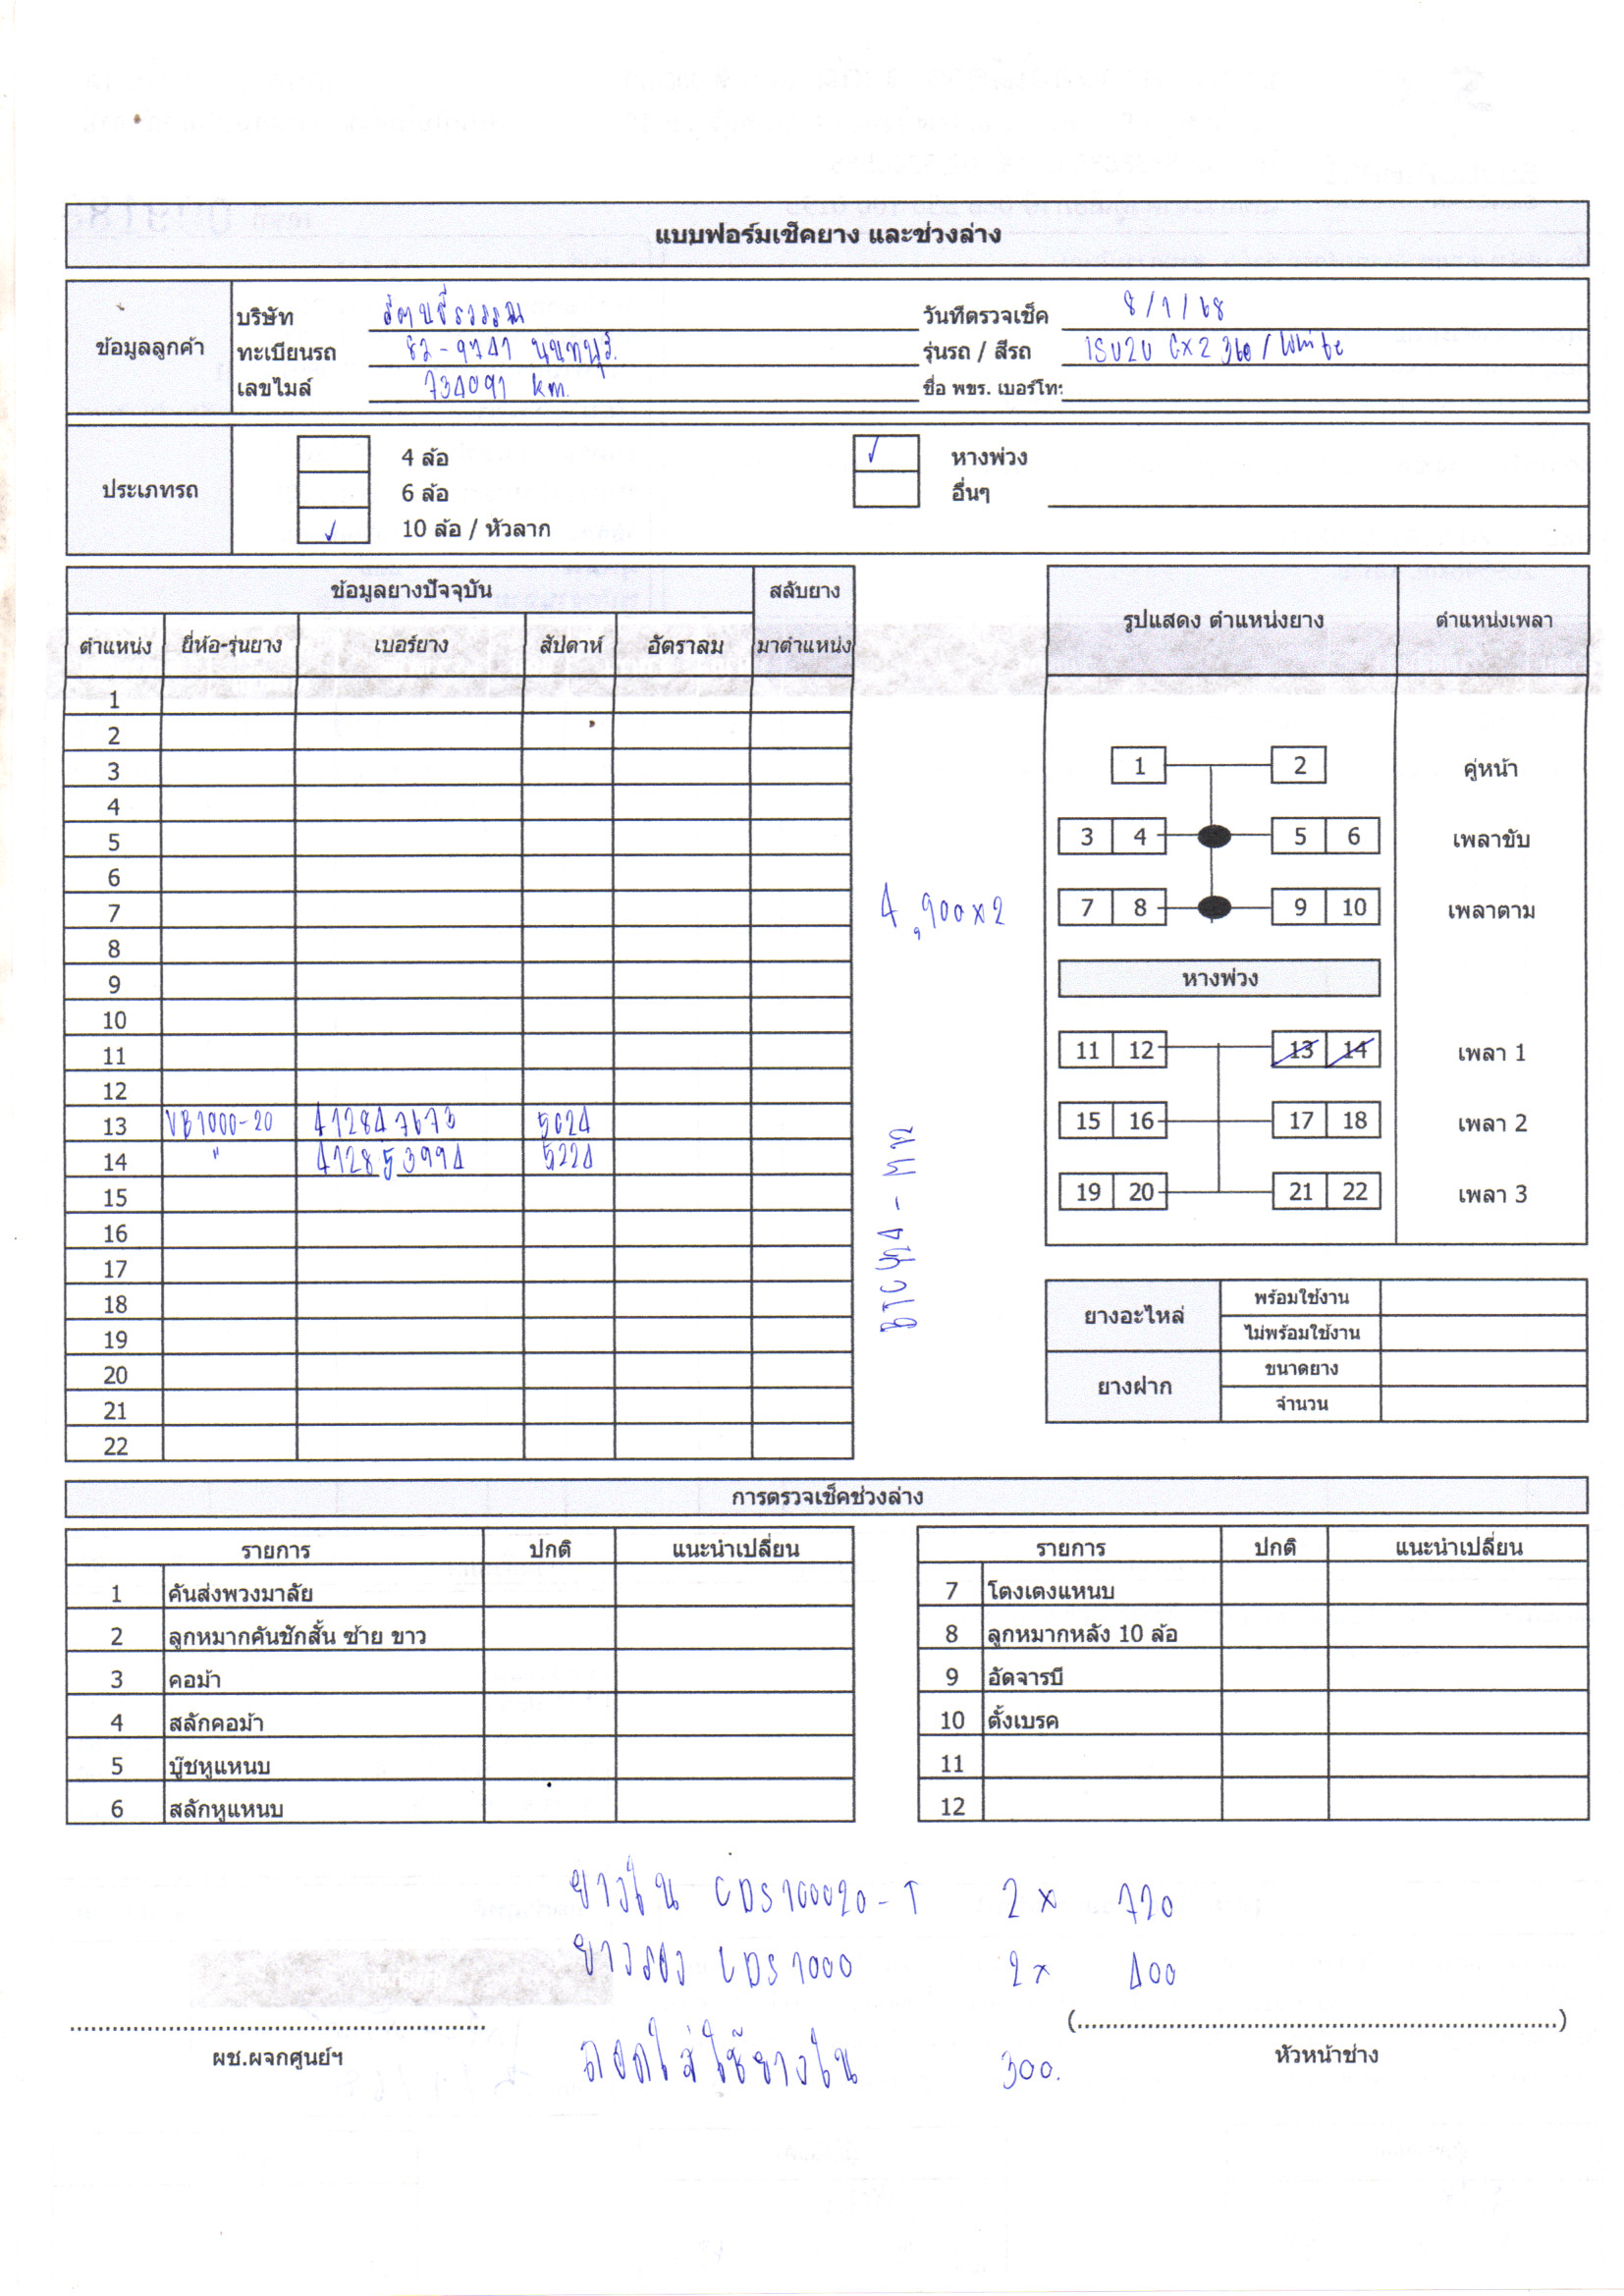 แบบฟอร์มเช็คยาง และช่วงล่าง
ข้อมูลลูกค้า
บริษัท
วันที่ตรวจเช็ค 8/1/68
ทะเบียนรถ นนทบุรี
รุ่นรถ / สีรถ ISUZU GXZ 360 / White
เลขไมล์ 734091 km.
ชื่อ พขร. เบอร์โท:
ประเภทรถ
4 ล้อ
✓ หางพ่วง
6 ล้อ
อื่นๆ
✓ 10 ล้อ / หัวลาก
ข้อมูลยางปัจจุบัน สลับยาง
ตำแหน่ง ยี่ห้อ-รุ่นยาง เบอร์ยาง สัปดาห์ อัตราลม มาตำแหน่ง
1
2
3
4
5
6
7
8
9
10
11
12
13 VB1000-20 412847673 5024
14 " 412853994 5224
15
16
17
18
19
20
21
22
4,900x2
รูปแสดง ตำแหน่งยาง ตำแหน่งเพลา
1 2 คู่หน้า
3 4 5 6 เพลาขับ
7 8 9 10 เพลาตาม
หางพ่วง
11 12 13 14 เพลา 1
15 16 17 18 เพลา 2
19 20 21 22 เพลา 3
ยางอะไหล่ พร้อมใช้งาน
ไม่พร้อมใช้งาน
ยางฝาก ขนาดยาง
จำนวน
การตรวจเช็คช่วงล่าง
รายการ ปกติ แนะนำเปลี่ยน
1 คันส่งพวงมาลัย
2 ลูกหมากคันชักสั้น ซ้าย ขาว
3 คอม้า
4 สลักคอม้า
5 บู๊ชหูแหนบ
6 สลักหูแหนบ
รายการ ปกติ แนะนำเปลี่ยน
7 โตงเตงแหนบ
8 ลูกหมากหลัง 10 ล้อ
9 อัดจารบี
10 ตั้งเบรค
11
12
ยางใน CDS100020-T 2 x 720
ยางรอง CDS1000 2 x 400
ถอดใส่ใช้ยางใน 300.
(....................)
ผช.ผจกศูนย์ฯ
หัวหน้าช่าง